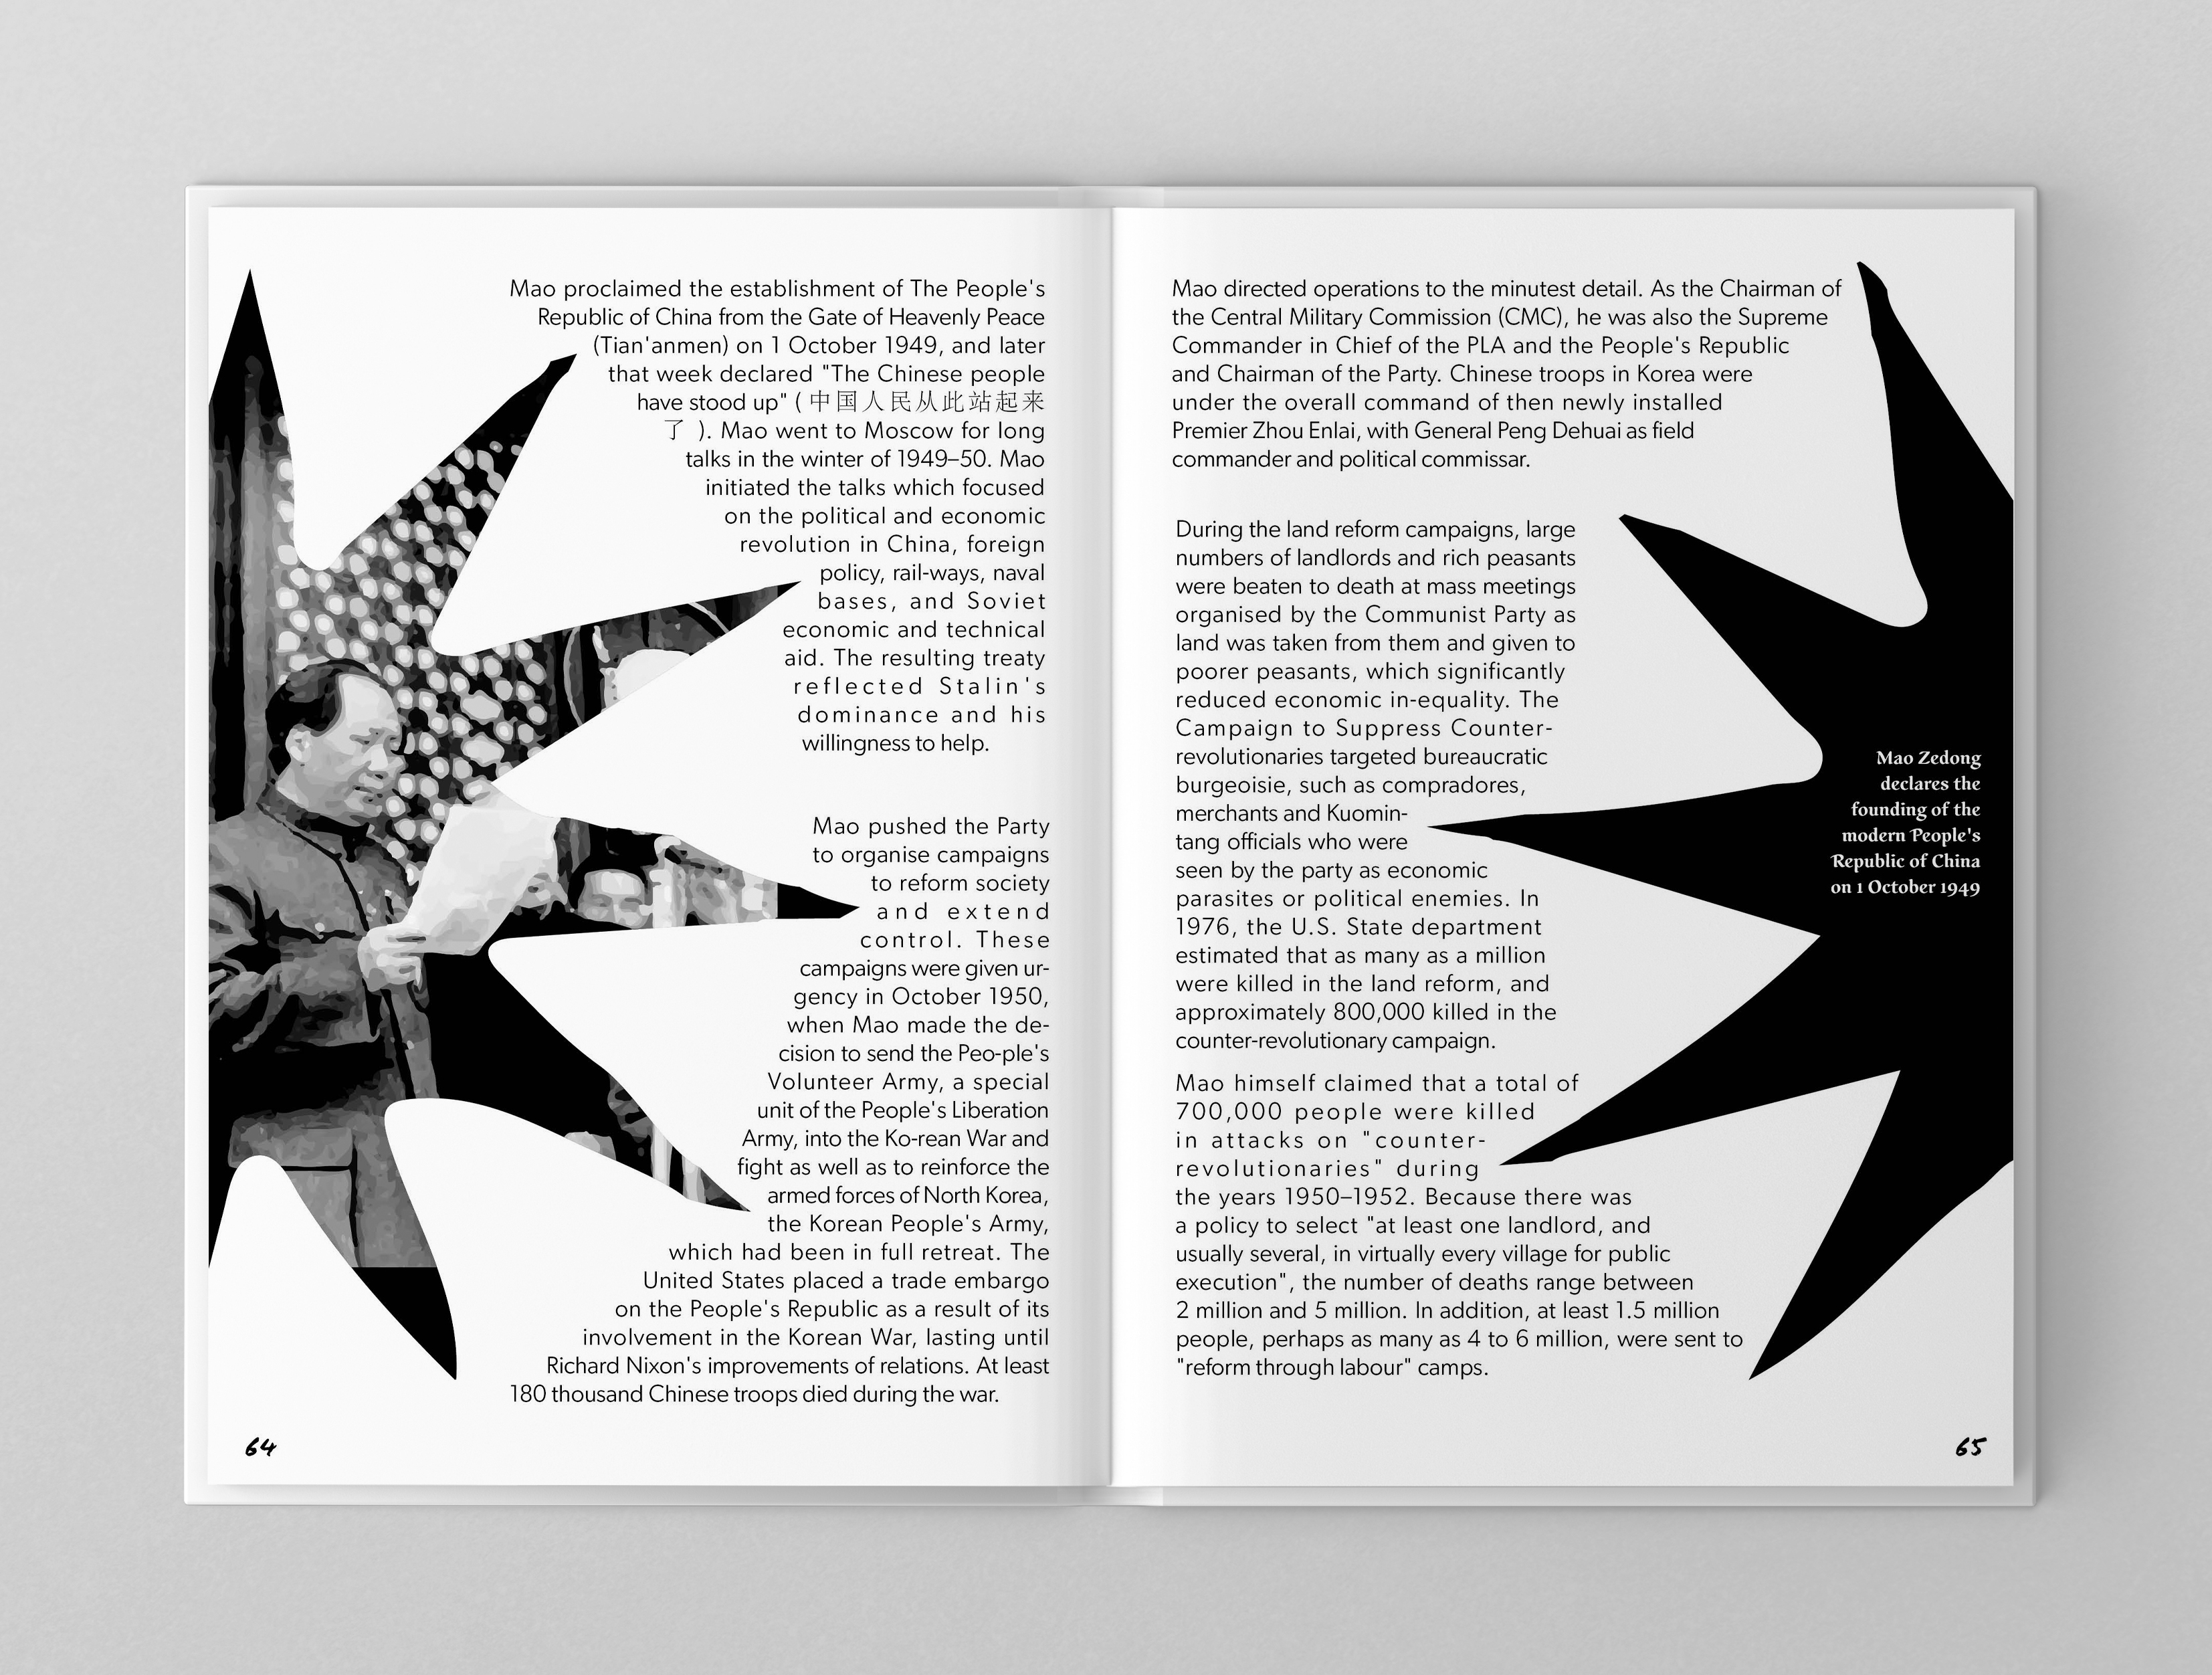 Mao proclaimed the establishment of The People's
Republic of China from the Gate of Heavenly Peace
(Tian'anmen) on 1 October 1949, and later
that week declared "The Chinese people
have stood up" ( 中国人民从此站起来
了 ). Mao went to Moscow for long
talks in the winter of 1949–50. Mao
initiated the talks which focused
on the political and economic
revolution in China, foreign
policy, rail-ways, naval
bases, and Soviet
economic and technical
aid. The resulting treaty
reflected Stalin's
dominance and his
willingness to help.
Mao pushed the Party
to organise campaigns
to reform society
and extend
control. These
campaigns were given ur-
gency in October 1950,
when Mao made the de-
cision to send the Peo-ple's
Volunteer Army, a special
unit of the People's Liberation
Army, into the Ko-rean War and
fight as well as to reinforce the
armed forces of North Korea,
the Korean People's Army,
which had been in full retreat. The
United States placed a trade embargo
on the People's Republic as a result of its
involvement in the Korean War, lasting until
Richard Nixon's improvements of relations. At least
180 thousand Chinese troops died during the war.
64
Mao directed operations to the minutest detail. As the Chairman of
the Central Military Commission (CMC), he was also the Supreme
Commander in Chief of the PLA and the People's Republic
and Chairman of the Party. Chinese troops in Korea were
under the overall command of then newly installed
Premier Zhou Enlai, with General Peng Dehuai as field
commander and political commissar.
During the land reform campaigns, large
numbers of landlords and rich peasants
were beaten to death at mass meetings
organised by the Communist Party as
land was taken from them and given to
poorer peasants, which significantly
reduced economic in-equality. The
Campaign to Suppress Counter-
revolutionaries targeted bureaucratic
burgeoisie, such as compradores,
merchants and Kuomin-
tang officials who were
seen by the party as economic
parasites or political enemies. In
1976, the U.S. State department
estimated that as many as a million
were killed in the land reform, and
approximately 800,000 killed in the
counter-revolutionary campaign.
Mao himself claimed that a total of
700,000 people were killed
in attacks on "counter-
revolutionaries" during
the years 1950–1952. Because there was
a policy to select "at least one landlord, and
usually several, in virtually every village for public
execution", the number of deaths range between
2 million and 5 million. In addition, at least 1.5 million
people, perhaps as many as 4 to 6 million, were sent to
"reform through labour" camps.
Mao Zedong
declares the
founding of the
modern People's
Republic of China
on 1 October 1949
65